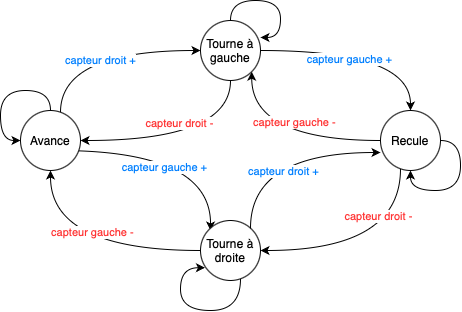 Tourne à
gauche
capteur droit +
capteur gauche +
capteur droit -
capteur gauche -
Avance
Recule
capteur gauche +
capteur droit +
capteur gauche -
capteur droit -
Tourne à
droite